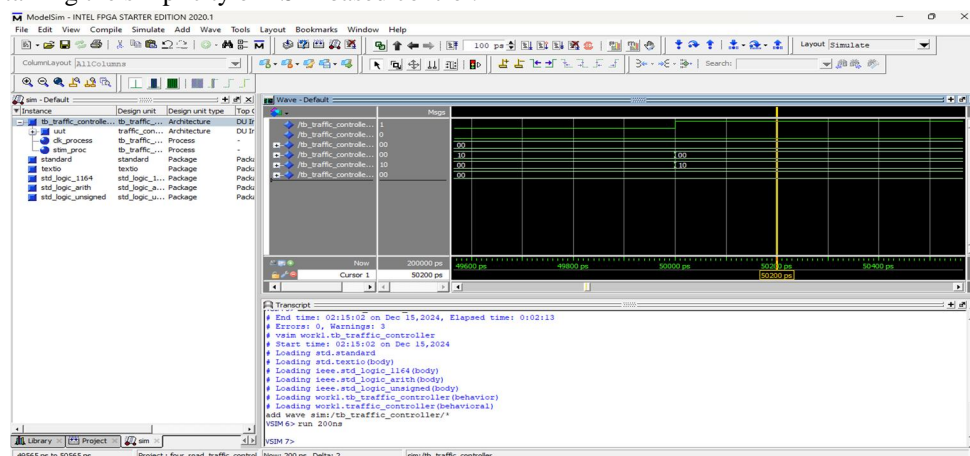 ModelSim - INTEL FPGA STARTER EDITION 2020.1
File Edit View Compile Simulate Add Wave Tools Layout Bookmarks Window Help
100 ps
Layout Simulate
ColumnLayout AllColumns
Search:
sim - Default
Instance Design unit Design unit type Top C
tb_traffic_controlle... tb_traffic_... Architecture DU In
uut traffic_con... Architecture DU In
clk_process tb_traffic_... Process -
stim_proc tb_traffic_... Process -
standard standard Package Packa
textio textio Package Packa
std_logic_1164 std_logic_1... Package Packa
std_logic_arith std_logic_a... Package Packa
std_logic_unsigned std_logic_u... Package Packa
Library Project sim
Wave - Default
Msgs
/tb_traffic_controlle... 1
/tb_traffic_controlle... 0
/tb_traffic_controlle... 00 00
/tb_traffic_controlle... 00 10 00
/tb_traffic_controlle... 10 00 10
/tb_traffic_controlle... 00 00
Now 200000 ps
49600 ps 49800 ps 50000 ps 50200 ps 50400 ps
Cursor 1 50200 ps 50200 ps
Transcript
# End time: 02:15:02 on Dec 15,2024, Elapsed time: 0:02:13
# Errors: 0, Warnings: 3
# vsim work1.tb_traffic_controller
# Start time: 02:15:02 on Dec 15,2024
# Loading std.standard
# Loading std.textio(body)
# Loading ieee.std_logic_1164(body)
# Loading ieee.std_logic_arith(body)
# Loading ieee.std_logic_unsigned(body)
# Loading work1.tb_traffic_controller(behavior)
# Loading work1.traffic_controller(behavioral)
add wave sim:/tb_traffic_controller/*
VSIM 6> run 200ns
VSIM 7>
49565 ps to 50565 ps Project : four_road_traffic_control Now: 200 ns Delta: 2 sim:/tb_traffic_controller